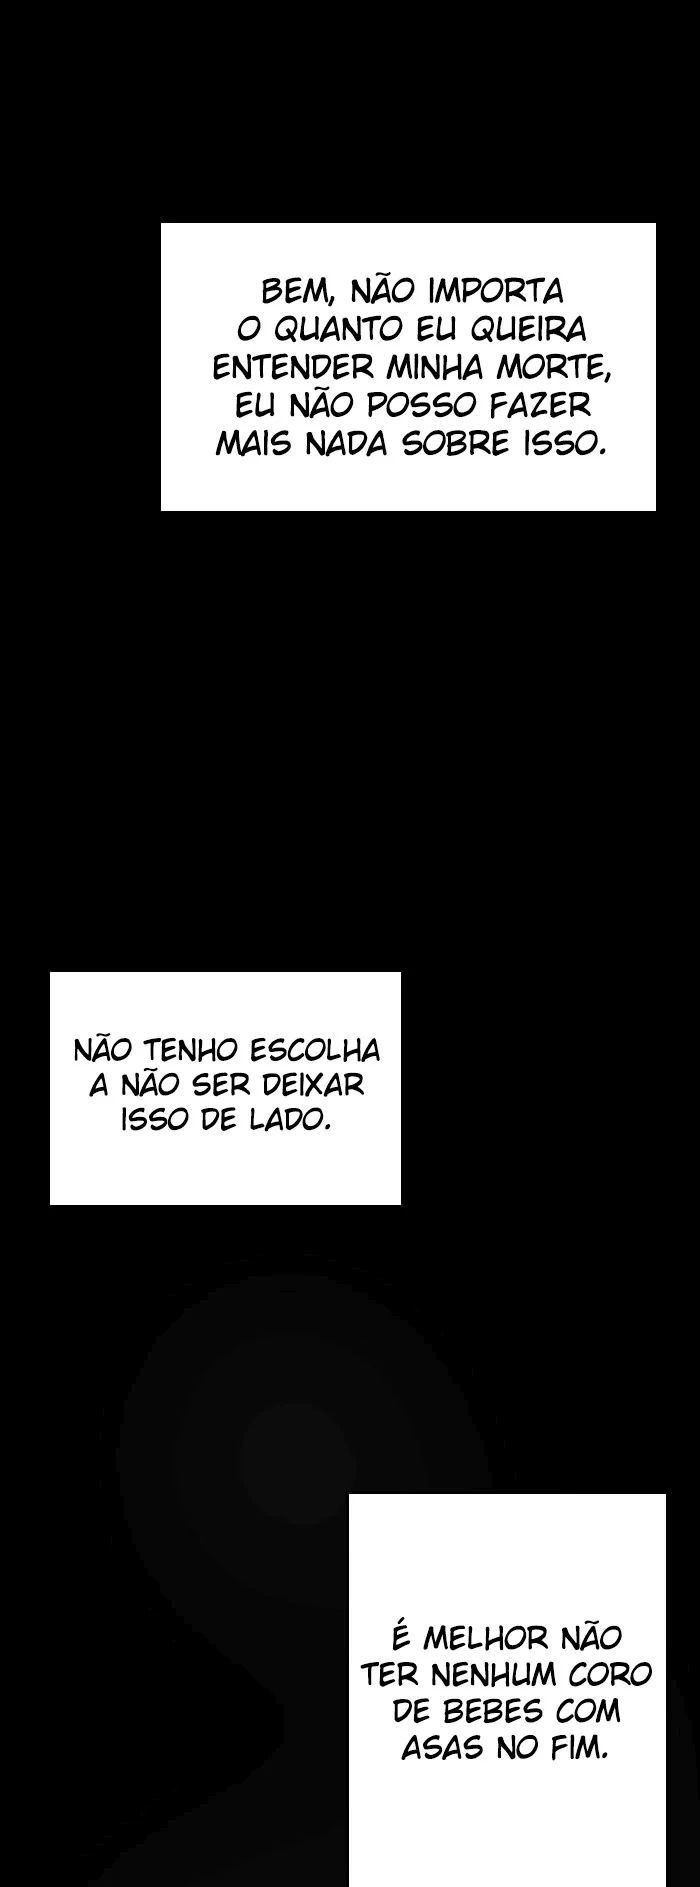 BEM, NÃO IMPORTA
O QUANTO EU QUEIRA
ENTENDER MINHA MORTE,
EU NÃO POSSO FAZER
MAIS NADA SOBRE ISSO.
NÃO TENHO ESCOLHA
A NÃO SER DEIXAR
ISSO DE LADO.
É MELHOR NÃO
TER NENHUM CORO
DE BEBES COM
ASAS NO FIM.